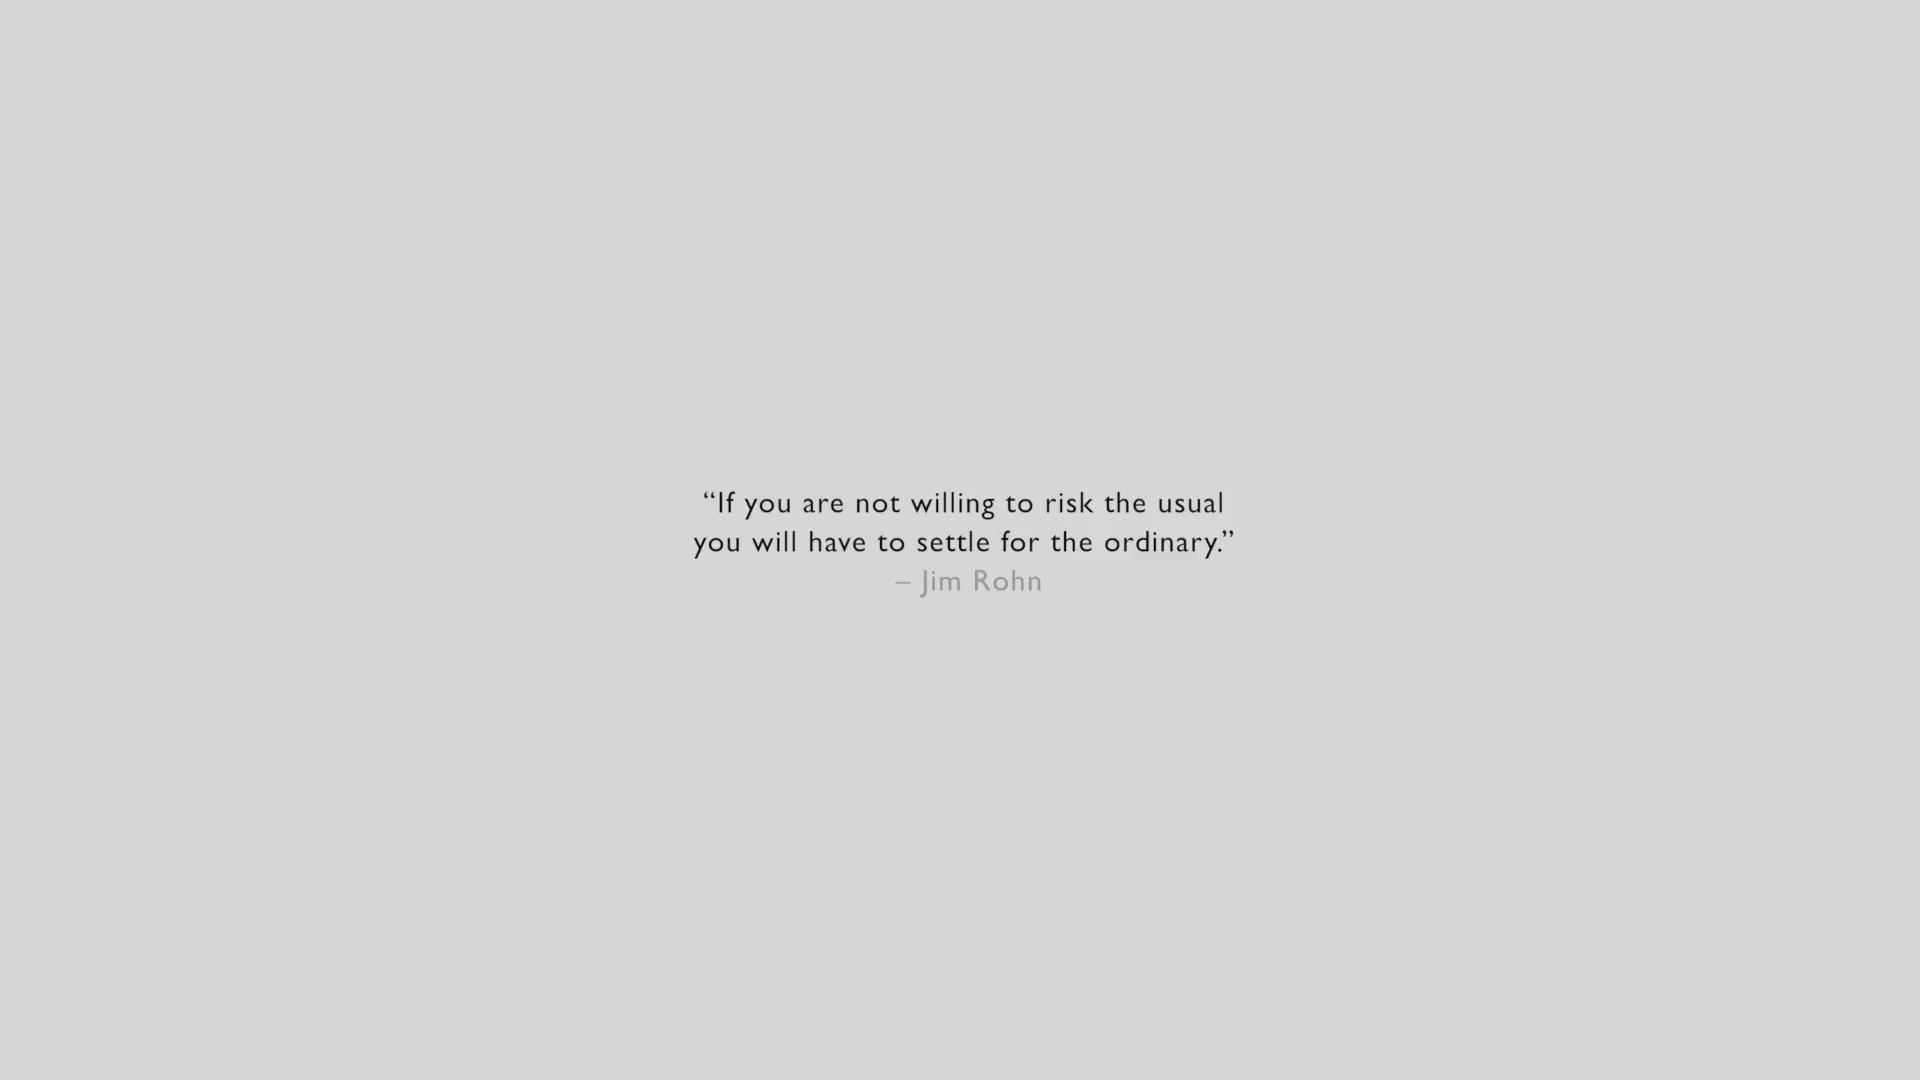 “If you are not willing to risk the usual
you will have to settle for the ordinary.”
– Jim Rohn